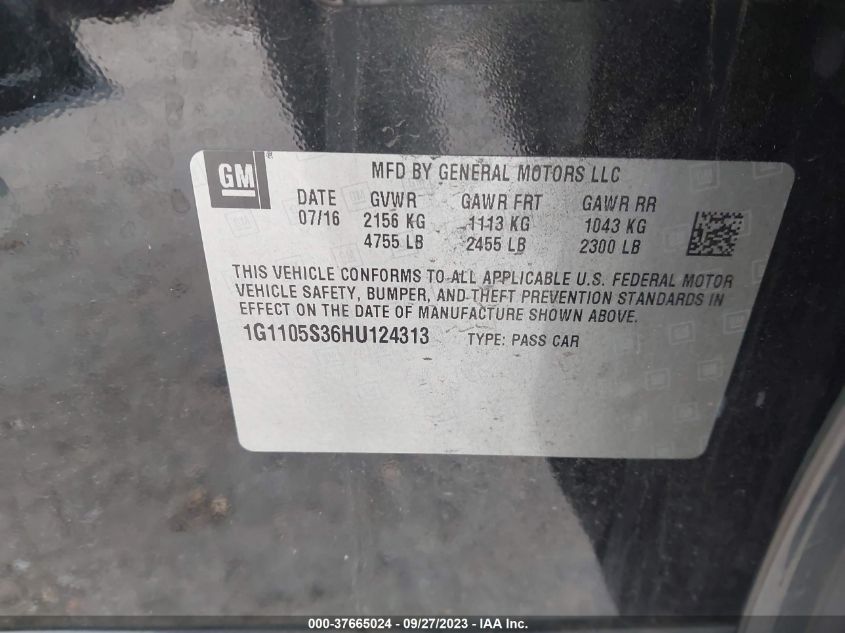 GM
MFD BY GENERAL MOTORS LLC
DATE GVWR GAWR FRT GAWR RR
07/16 2156 KG 1113 KG 1043 KG
4755 LB 2455 LB 2300 LB
THIS VEHICLE CONFORMS TO ALL APPLICABLE U.S. FEDERAL MOTOR
VEHICLE SAFETY, BUMPER, AND THEFT PREVENTION STANDARDS IN
EFFECT ON THE DATE OF MANUFACTURE SHOWN ABOVE.
1G1105S36HU124313 TYPE: PASS CAR
000-37665024 - 09/27/2023 - IAA Inc.